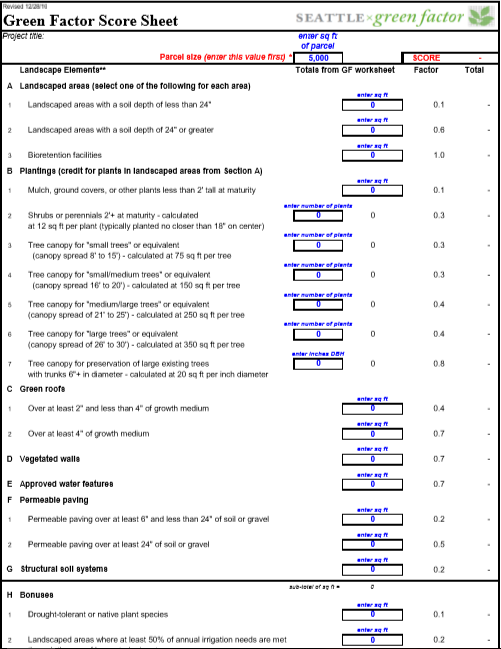 Revised 12/28/10
Green Factor Score Sheet
SEATTLE×green factor
Project title:
enter sq ft
of parcel
Parcel size (enter this value first) * 5,000 SCORE -
Landscape Elements** Totals from GF worksheet Factor Total
A Landscaped areas (select one of the following for each area)
enter sq ft
1 Landscaped areas with a soil depth of less than 24" 0 0.1 -
enter sq ft
2 Landscaped areas with a soil depth of 24" or greater 0 0.6 -
enter sq ft
3 Bioretention facilities 0 1.0 -
B Plantings (credit for plants in landscaped areas from Section A)
enter sq ft
1 Mulch, ground covers, or other plants less than 2' tall at maturity 0 0.1 -
enter number of plants
2 Shrubs or perennials 2'+ at maturity - calculated 0 0 0.3 -
at 12 sq ft per plant (typically planted no closer than 18" on center)
enter number of plants
3 Tree canopy for "small trees" or equivalent 0 0 0.3 -
(canopy spread 8' to 15') - calculated at 75 sq ft per tree
enter number of plants
4 Tree canopy for "small/medium trees" or equivalent 0 0 0.3 -
(canopy spread 16' to 20') - calculated at 150 sq ft per tree
enter number of plants
5 Tree canopy for "medium/large trees" or equivalent 0 0 0.4 -
(canopy spread of 21' to 25') - calculated at 250 sq ft per tree
enter number of plants
6 Tree canopy for "large trees" or equivalent 0 0 0.4 -
(canopy spread of 26' to 30') - calculated at 350 sq ft per tree
enter inches DBH
7 Tree canopy for preservation of large existing trees 0 0 0.8 -
with trunks 6"+ in diameter - calculated at 20 sq ft per inch diameter
C Green roofs
enter sq ft
1 Over at least 2" and less than 4" of growth medium 0 0.4 -
enter sq ft
2 Over at least 4" of growth medium 0 0.7 -
enter sq ft
D Vegetated walls 0 0.7 -
enter sq ft
E Approved water features 0 0.7 -
F Permeable paving
enter sq ft
1 Permeable paving over at least 6" and less than 24" of soil or gravel 0 0.2 -
enter sq ft
2 Permeable paving over at least 24" of soil or gravel 0 0.5 -
enter sq ft
G Structural soil systems 0 0.2 -
sub-total of sq ft = 0
H Bonuses
enter sq ft
1 Drought-tolerant or native plant species 0 0.1 -
enter sq ft
2 Landscaped areas where at least 50% of annual irrigation needs are met 0 0.2 -